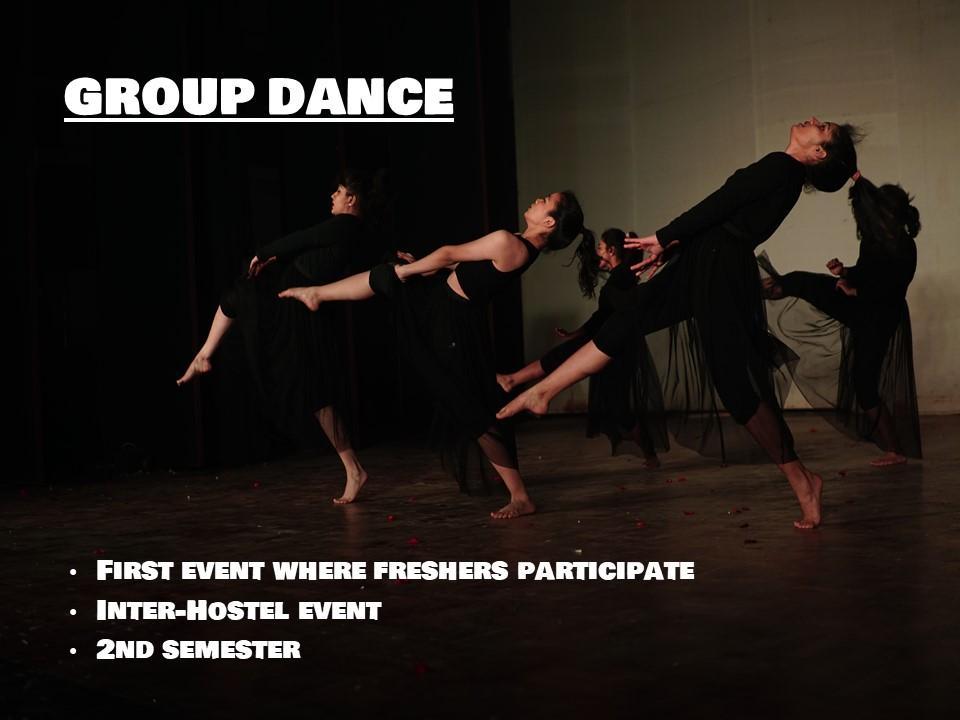 GROUP DANCE
• First event where freshers participate
• Inter-Hostel event
• 2nd semester